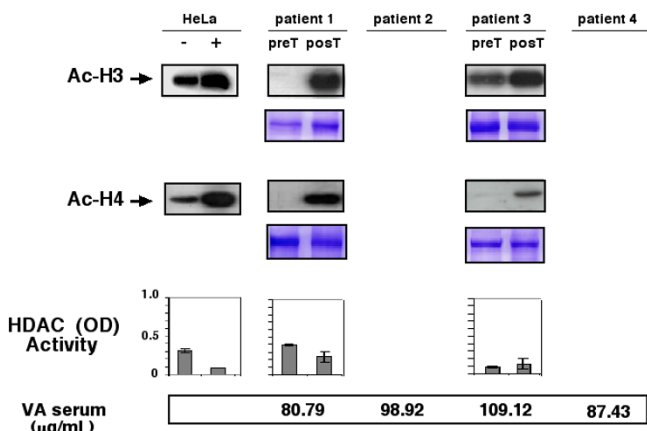 HeLa patient 1 patient 2 patient 3 patient 4
- + preT posT preT posT
Ac-H3
Ac-H4
1.0
HDAC (OD) 0.5
Activity
0
VA serum 80.79 98.92 109.12 87.43
(µg/mL)